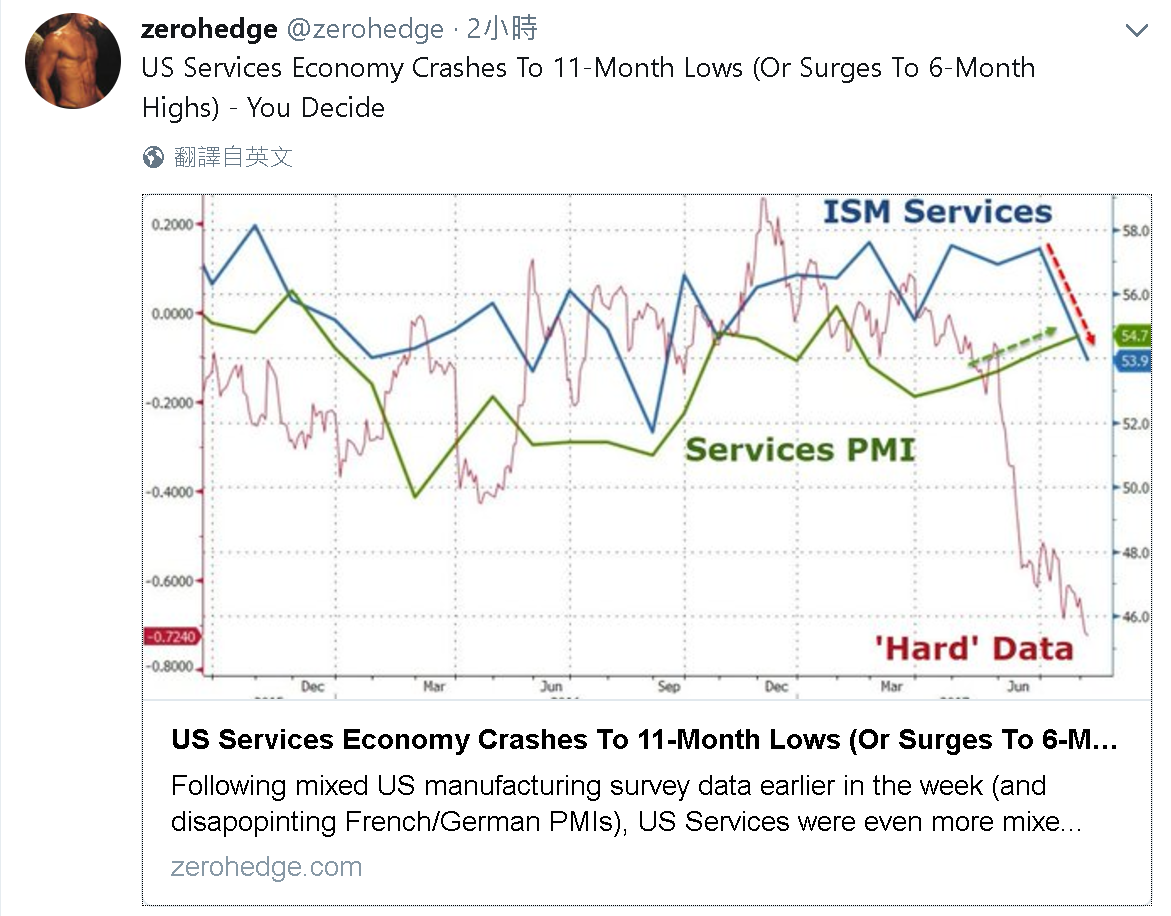 zerohedge @zerohedge · 2小時
US Services Economy Crashes To 11-Month Lows (Or Surges To 6-Month
Highs) - You Decide
翻譯自英文
ISM Services
0.2000
58.0
0.0000
56.0
54.7
53.9
-0.2000
52.0
Services PMI
-0.4000
50.0
48.0
-0.6000
46.0
-0.7240
'Hard' Data
-0.8000
Dec Mar Jun Sep Dec Mar Jun
US Services Economy Crashes To 11-Month Lows (Or Surges To 6-M...
Following mixed US manufacturing survey data earlier in the week (and
disapopinting French/German PMIs), US Services were even more mixe...
zerohedge.com